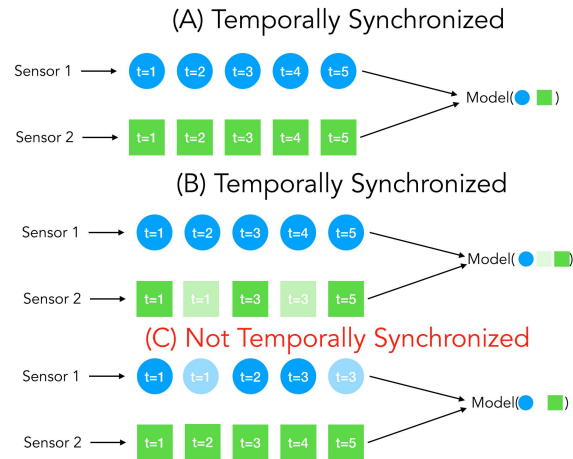 (A) Temporally Synchronized
Sensor 1 t=1 t=2 t=3 t=4 t=5
Model( )
Sensor 2 t=1 t=1 t=3 t=4 t=5
(B) Temporally Synchronized
Sensor 1 t=1 t=2 t=3 t=4 t=5
Model( )
Sensor 2 t=1 t=1 t=3 t=3 t=5
(C) Not Temporally Synchronized
Sensor 1 t=1 t=1 t=2 t=3 t=3
Model( )
Sensor 2 t=1 t=2 t=3 t=4 t=5